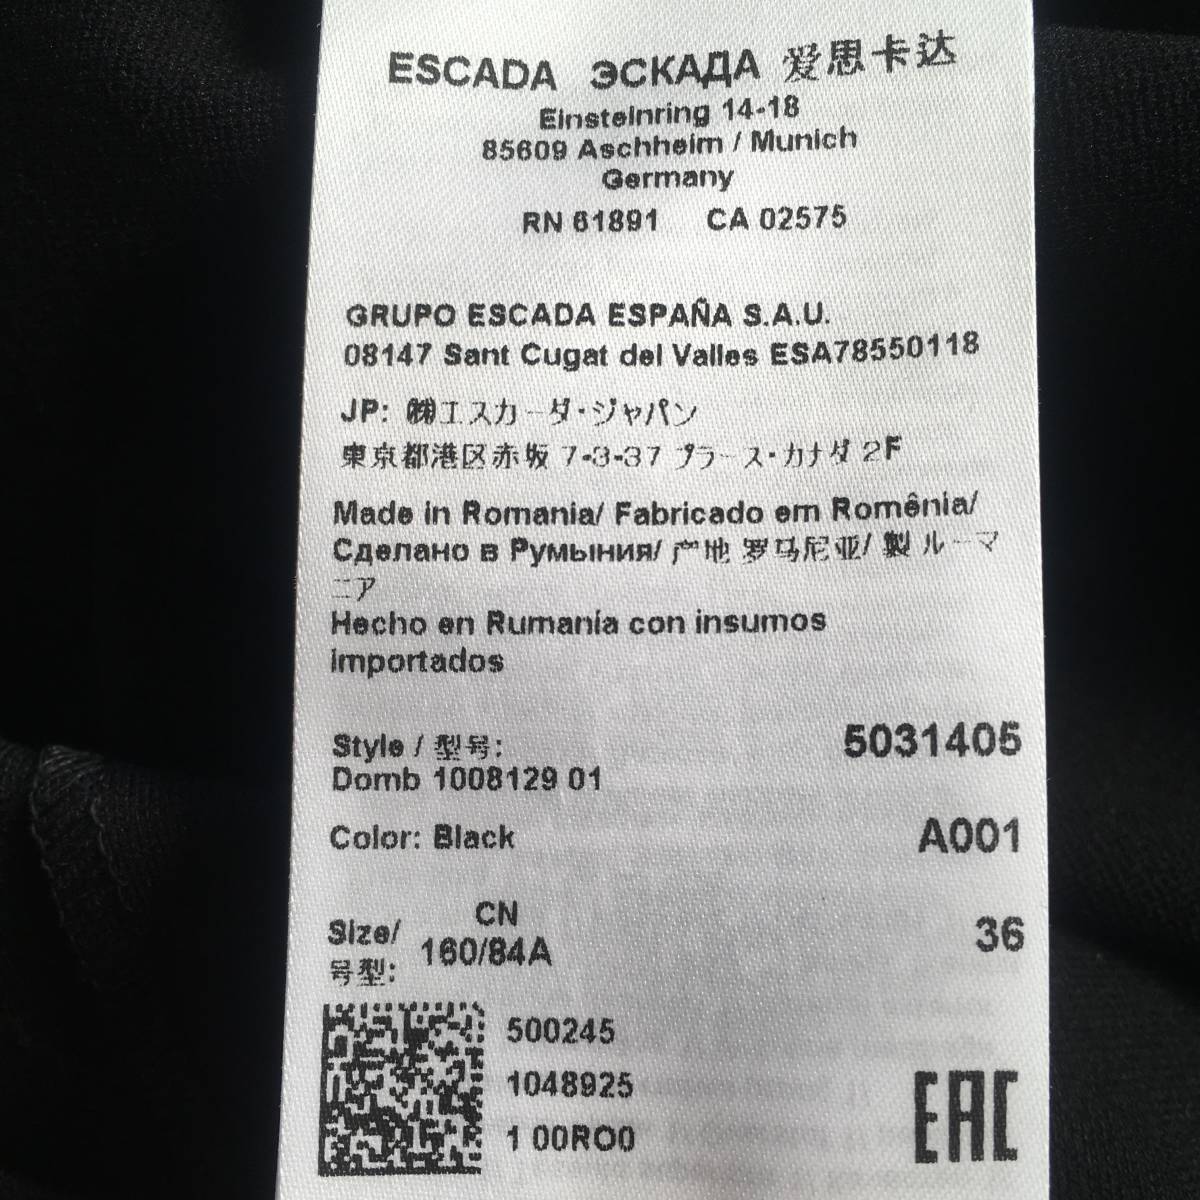 ESCADA ЭСКАДА 爱思卡达
Einsteinring 14-18
85609 Aschheim / Munich
Germany
RN 61891 CA 02575
GRUPO ESCADA ESPAÑA S.A.U.
08147 Sant Cugat del Valles ESA78550118
JP: ㈱エスカーダ・ジャパン
東京都港区赤坂 7-3-37 プラース・カナダ 2F
Made in Romania/ Fabricado em Romênia/
Сделано в Румыния/ 产地 罗马尼亚/ 製 ルーマ
ニア
Hecho en Rumanía con insumos
importados
Style / 型号: 5031405
Domb 1008129 01
Color: Black A001
CN
Size/ 160/84A 36
号型:
500245
1048925
1 00RO0
EAC